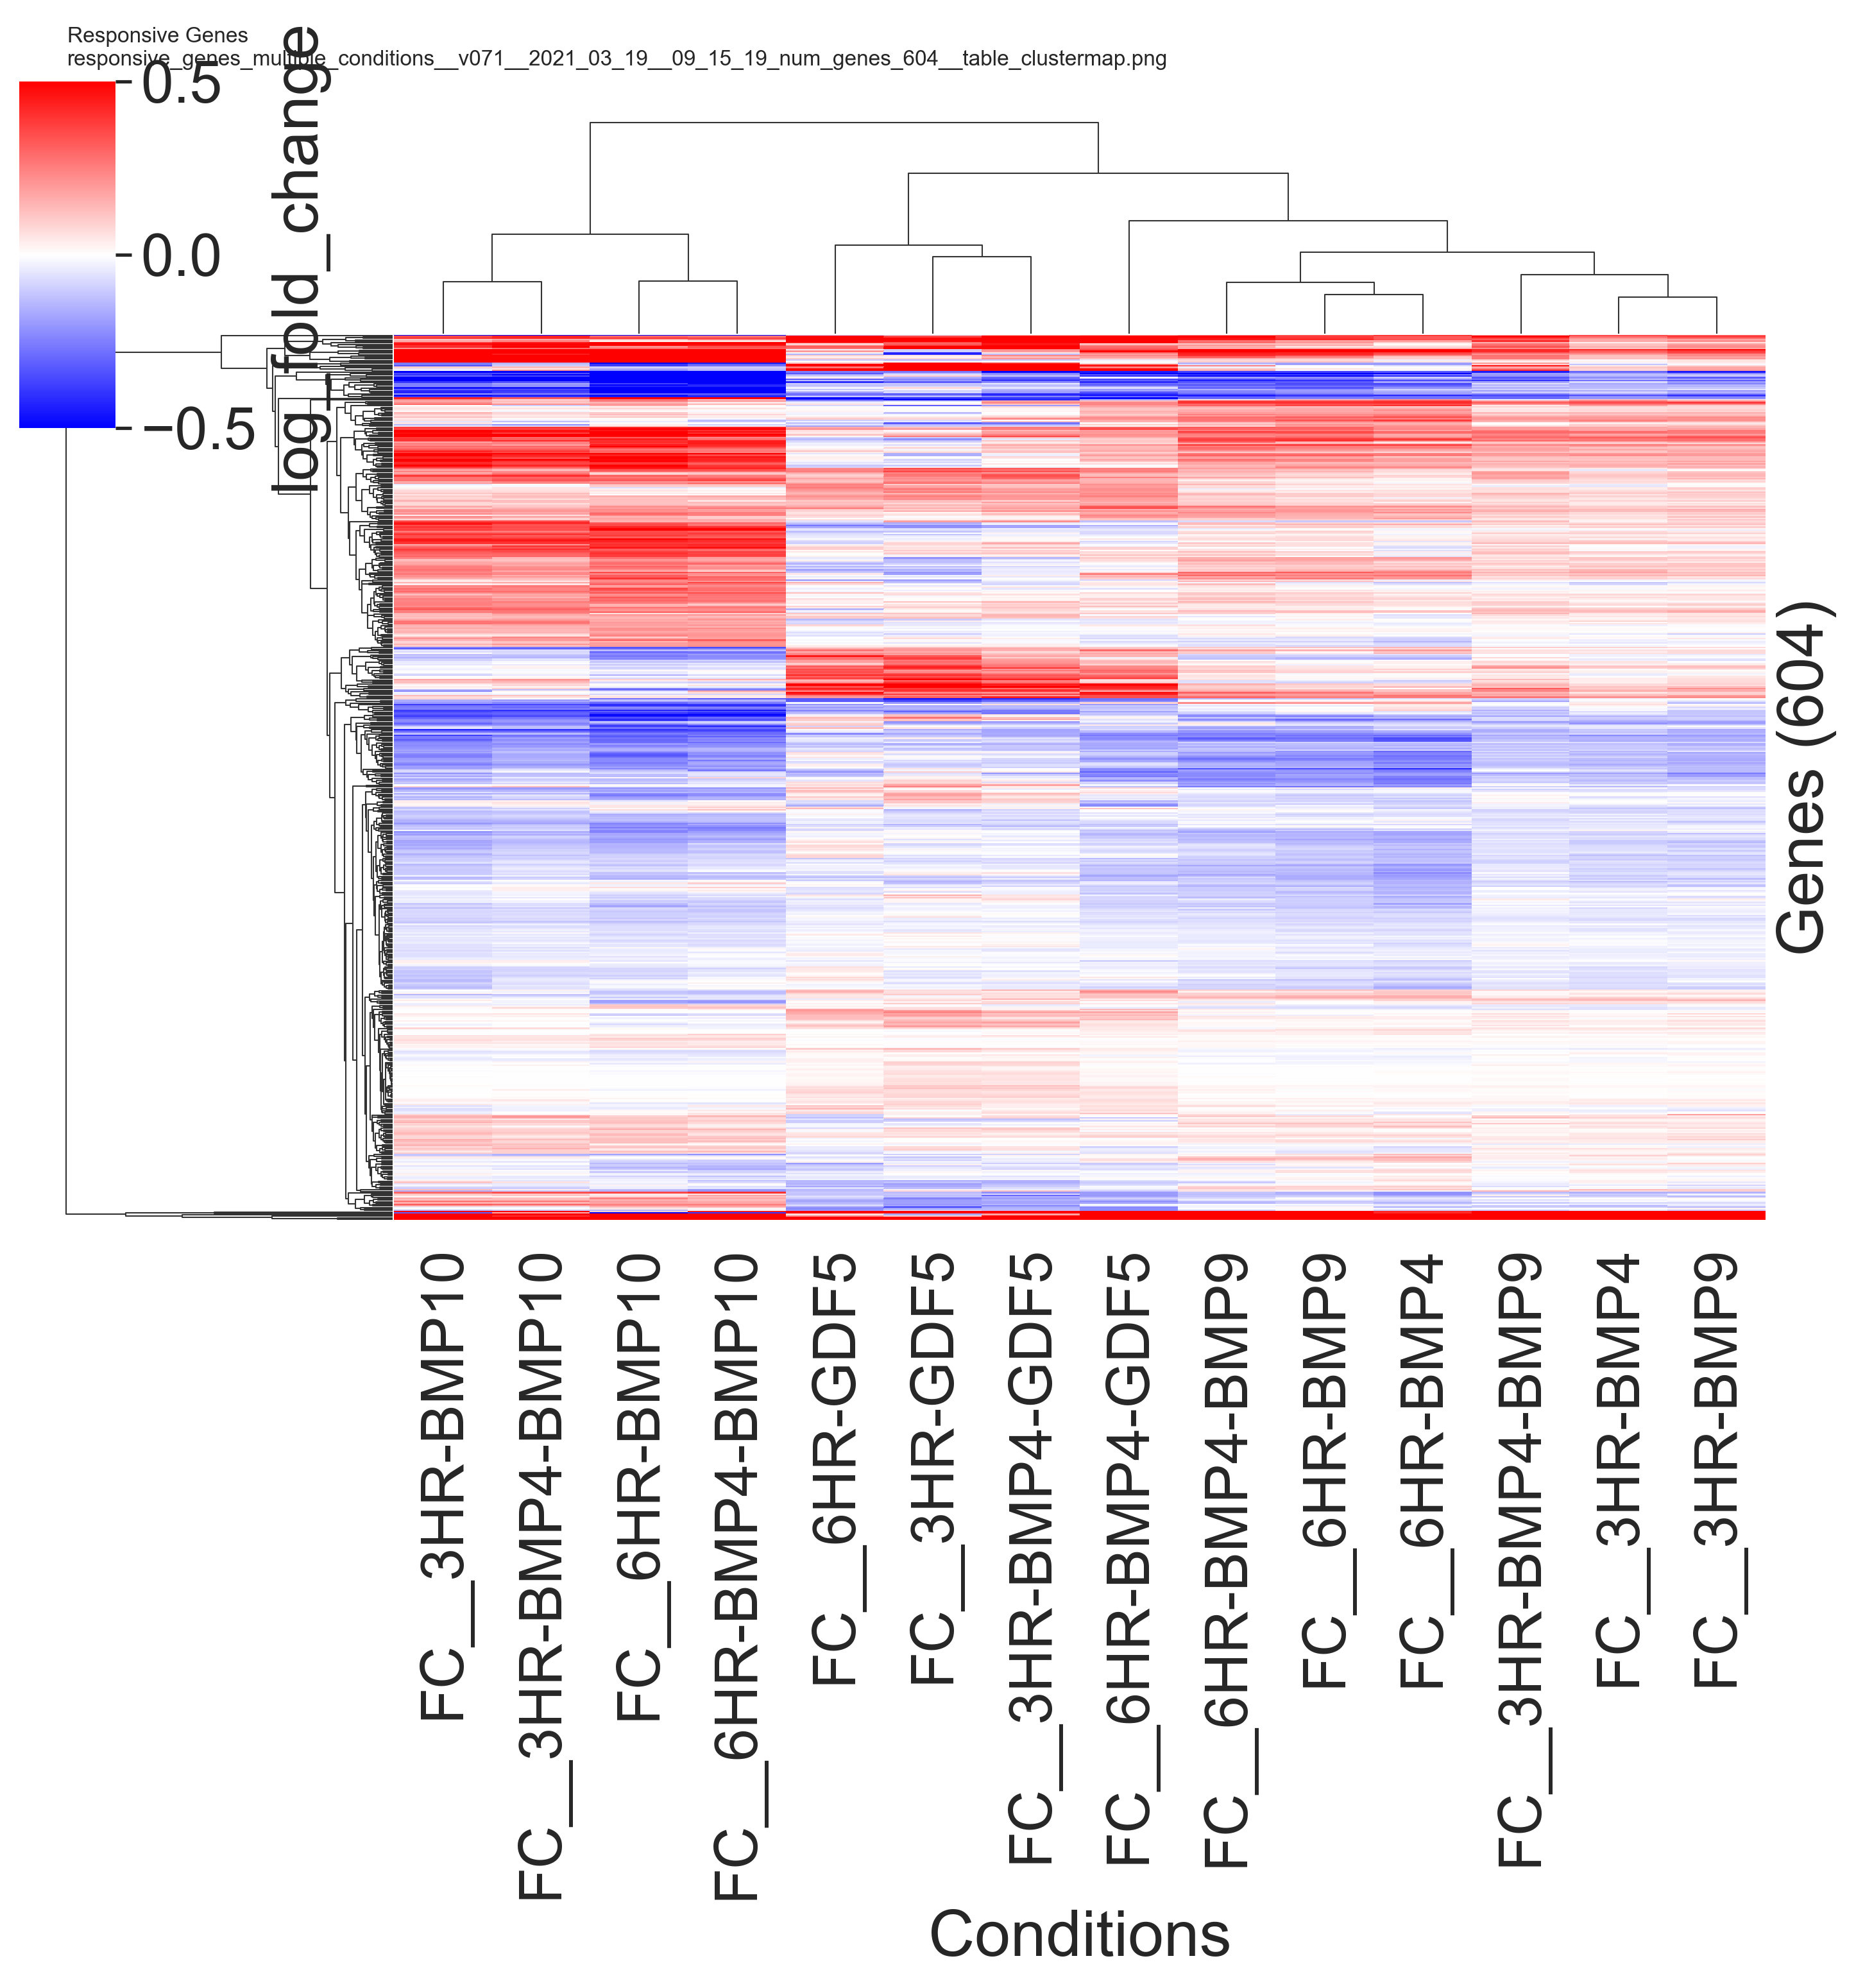 Responsive Genes
responsive_genes_multiple_conditions__v071__2021_03_19__09_15_19_num_genes_604__table_clustermap.png
0.5
0.0
−0.5
log_fold_change
Genes (604)
FC__3HR-BMP10
FC__3HR-BMP4-BMP10
FC__6HR-BMP10
FC__6HR-BMP4-BMP10
FC__6HR-GDF5
FC__3HR-GDF5
FC__3HR-BMP4-GDF5
FC__6HR-BMP4-GDF5
FC__6HR-BMP4-BMP9
FC__6HR-BMP9
FC__6HR-BMP4
FC__3HR-BMP4-BMP9
FC__3HR-BMP4
FC__3HR-BMP9
Conditions